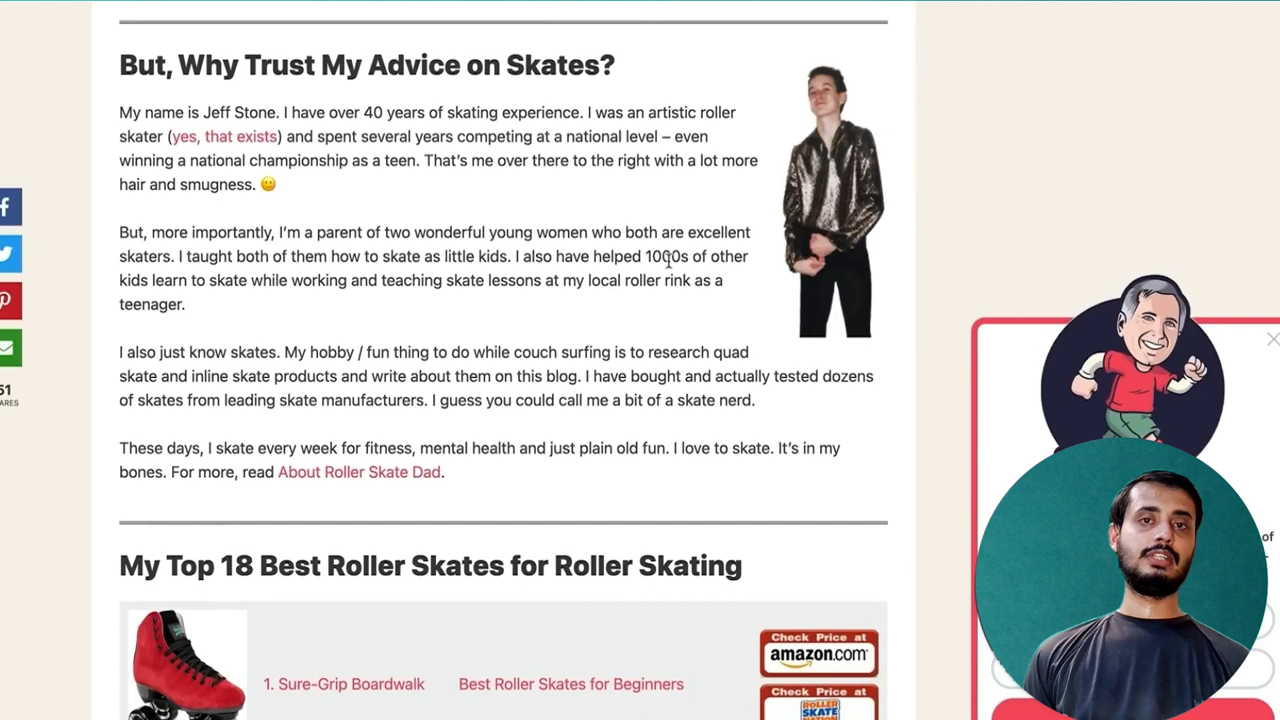 But, Why Trust My Advice on Skates?
My name is Jeff Stone. I have over 40 years of skating experience. I was an artistic roller
skater (yes, that exists) and spent several years competing at a national level – even
winning a national championship as a teen. That's me over there to the right with a lot more
hair and smugness. 🙂
But, more importantly, I'm a parent of two wonderful young women who both are excellent
skaters. I taught both of them how to skate as little kids. I also have helped 1000s of other
kids learn to skate while working and teaching skate lessons at my local roller rink as a
teenager.
I also just know skates. My hobby / fun thing to do while couch surfing is to research quad
skate and inline skate products and write about them on this blog. I have bought and actually tested dozens
of skates from leading skate manufacturers. I guess you could call me a bit of a skate nerd.
These days, I skate every week for fitness, mental health and just plain old fun. I love to skate. It's in my
bones. For more, read About Roller Skate Dad.
51
ARES
of
My Top 18 Best Roller Skates for Roller Skating
1. Sure-Grip Boardwalk
Best Roller Skates for Beginners
Check Price at
amazon.com
Check Price at
ROLLER
SKATE
NATION